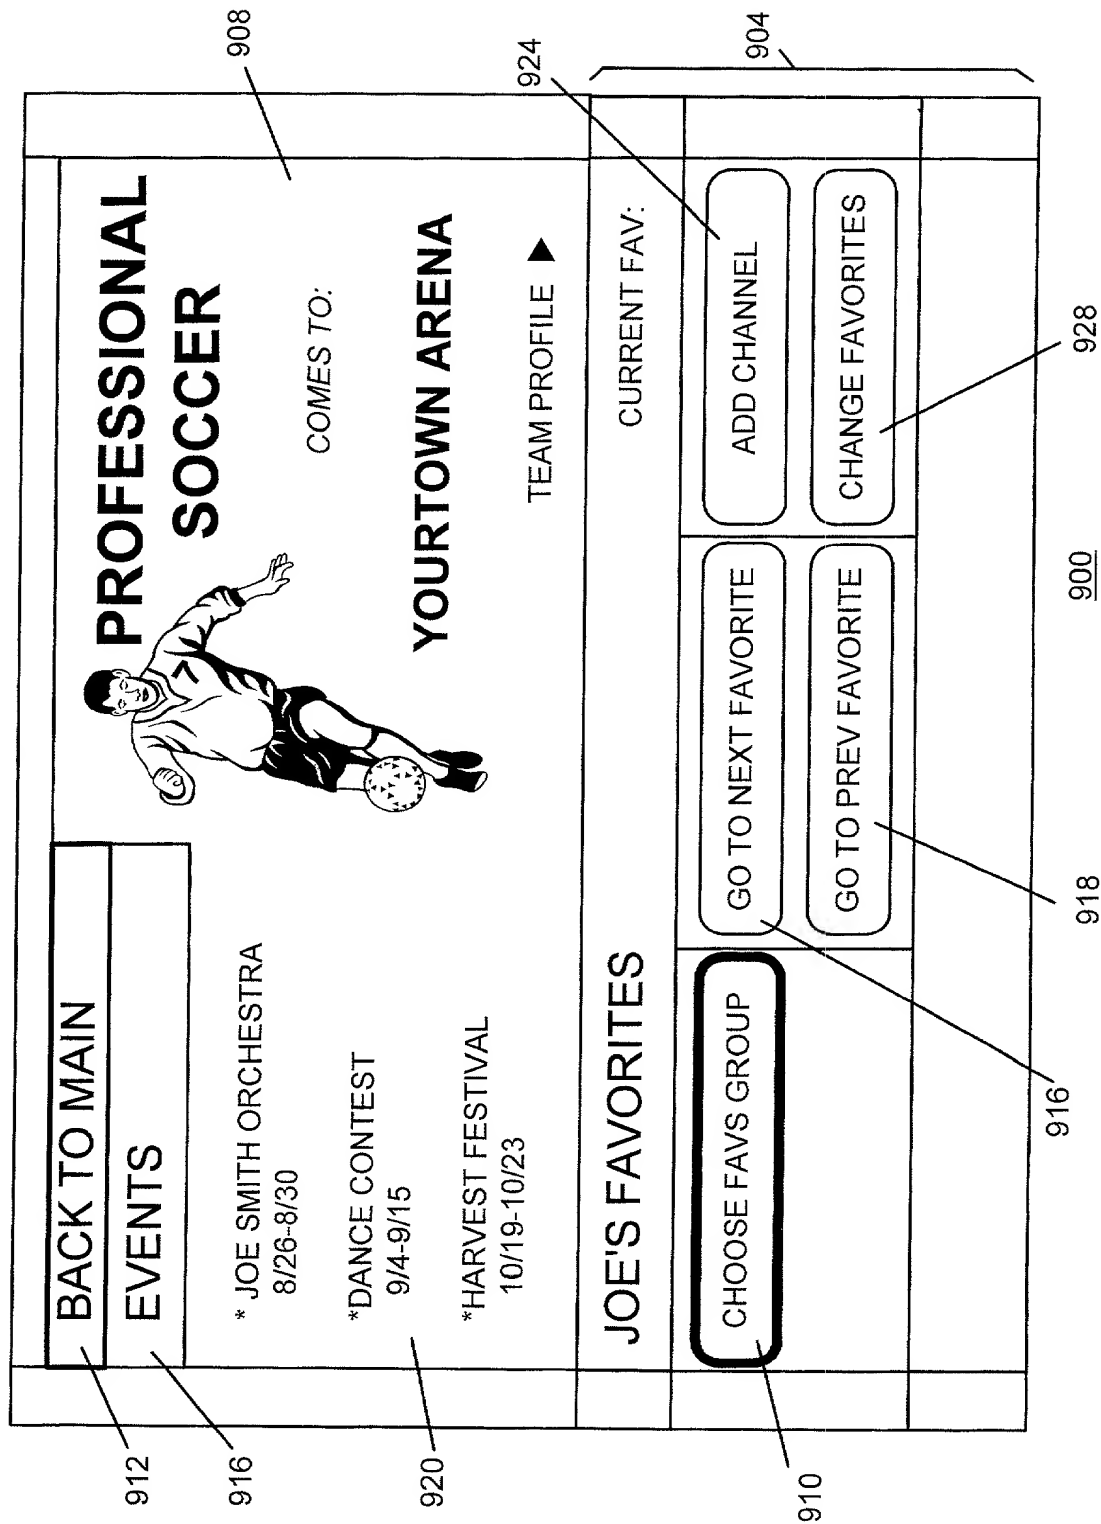 908
924
904
BACK TO MAIN
EVENTS
912
916
* JOE SMITH ORCHESTRA
8/26-8/30
*DANCE CONTEST
9/4-9/15
*HARVEST FESTIVAL
10/19-10/23
920
PROFESSIONAL
SOCCER
COMES TO:
YOURTOWN ARENA
TEAM PROFILE ▶
7
JOE'S FAVORITES
CURRENT FAV:
CHOOSE FAVS GROUP
GO TO NEXT FAVORITE
ADD CHANNEL
GO TO PREV FAVORITE
CHANGE FAVORITES
910
916
918
900
928